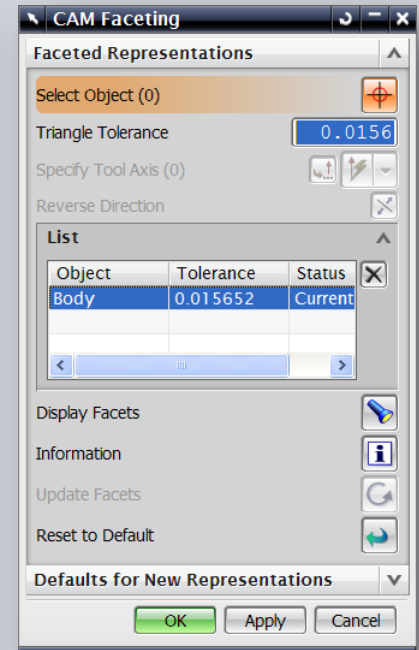 CAM Faceting
Faceted Representations
Select Object (0)
Triangle Tolerance 0.0156
Specify Tool Axis (0)
Reverse Direction
List
Object Tolerance Status
Body 0.015652 Current
Display Facets
Information
Update Facets
Reset to Default
Defaults for New Representations
OK Apply Cancel